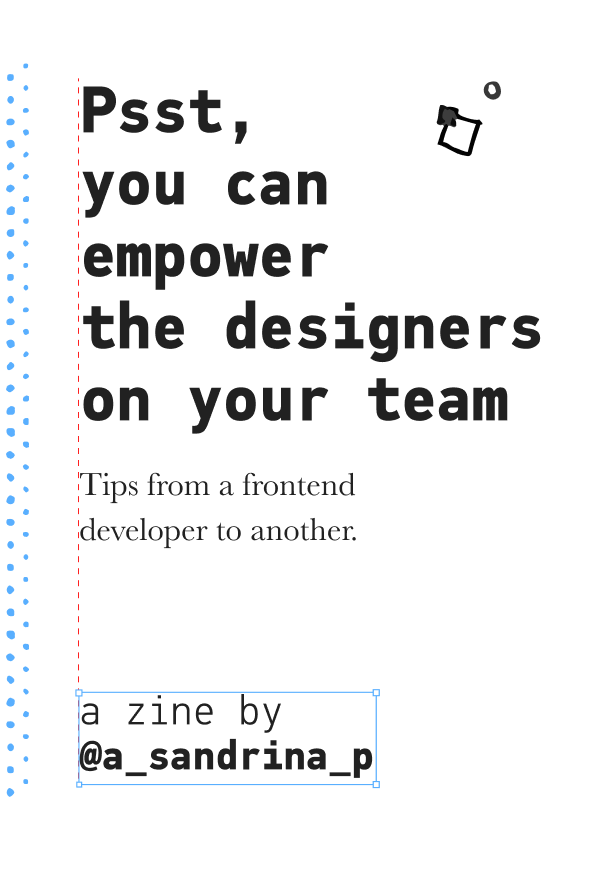 Psst,
you can
empower
the designers
on your team
Tips from a frontend
developer to another.
a zine by
@a_sandrina_p